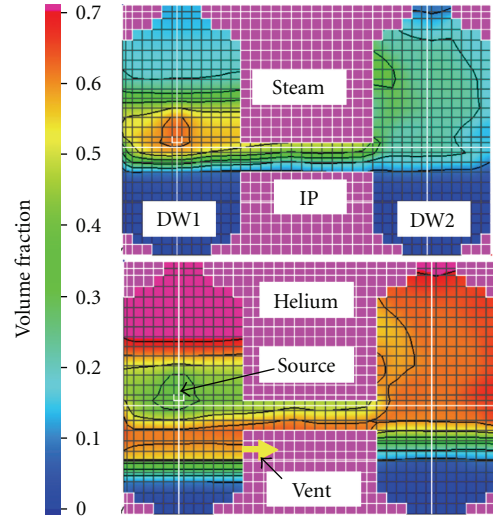 Volume fraction
0.7
0.6
0.5
0.4
0.3
0.2
0.1
0
Steam
IP
DW1
DW2
Helium
Source
Vent